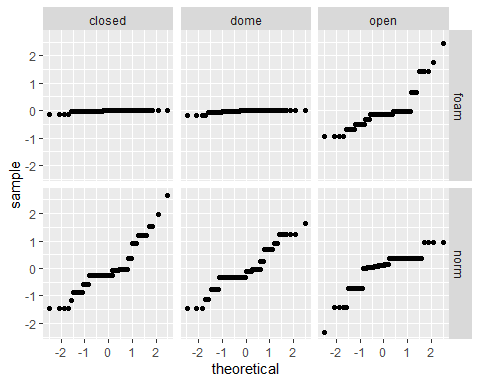 closed dome open
2
1
0
-1
-2
foam
2
1
0
-1
-2
norm
sample
-2 -1 0 1 2 -2 -1 0 1 2 -2 -1 0 1 2
theoretical